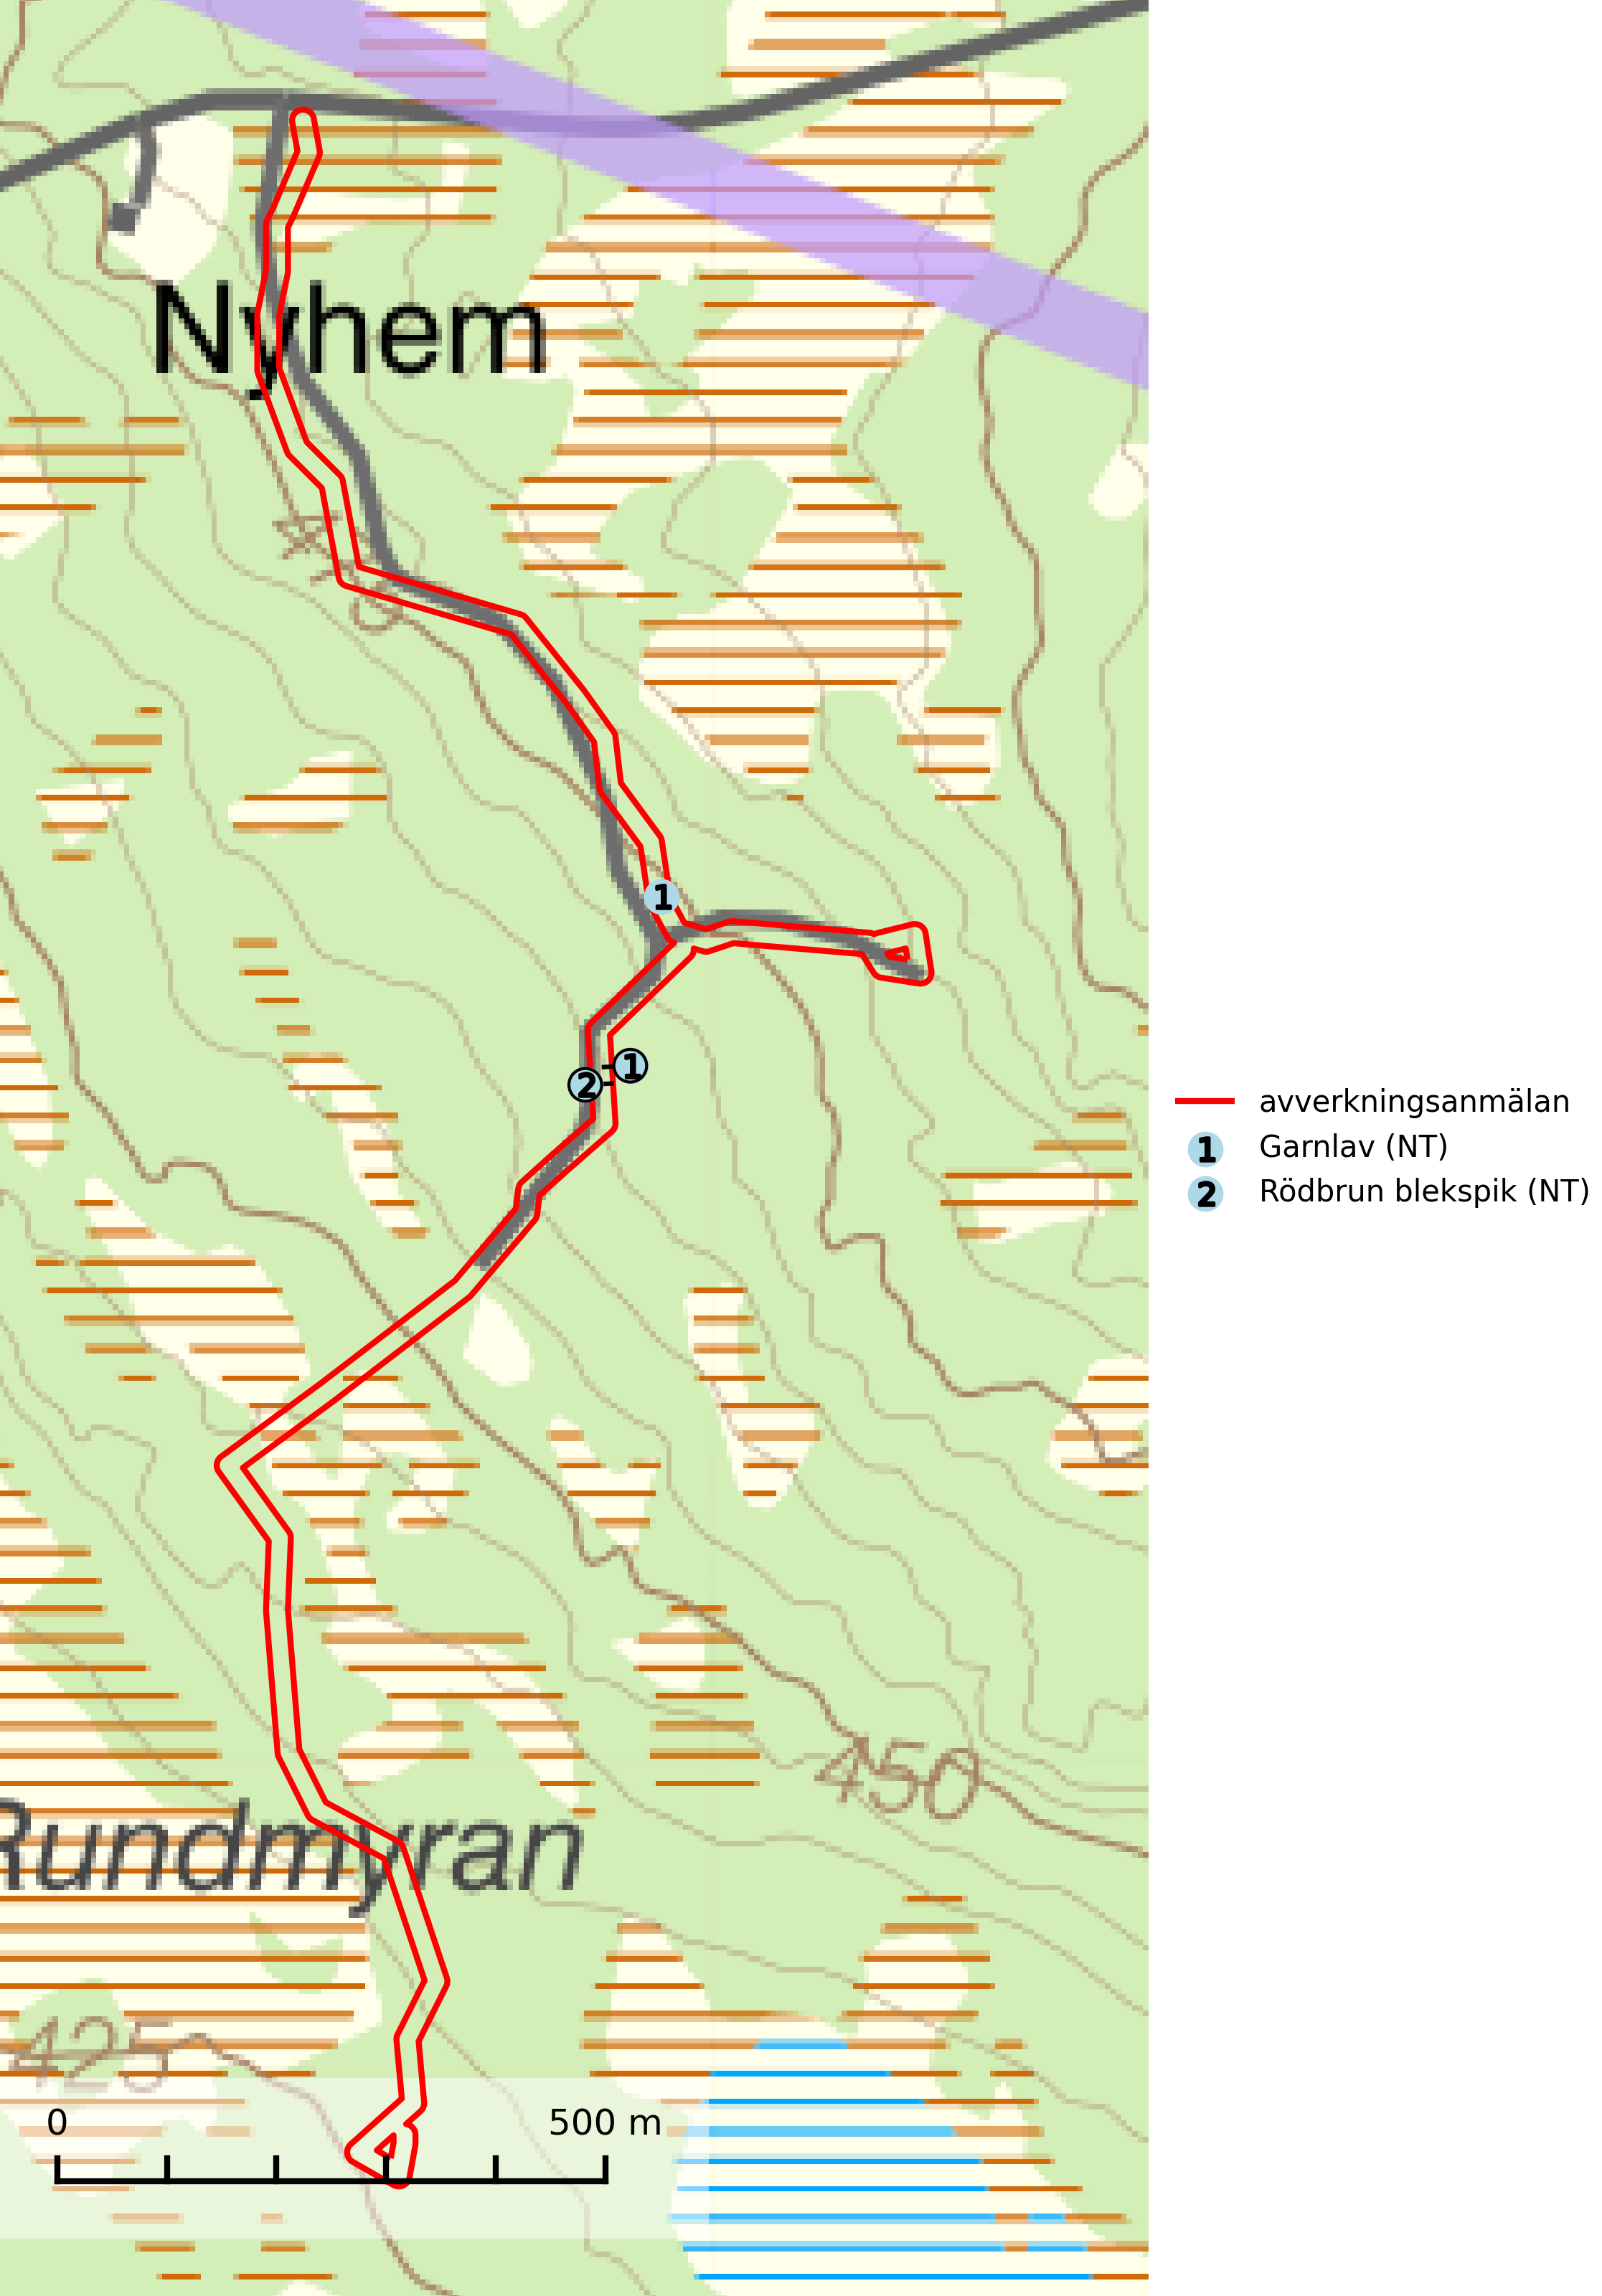 Nyhem
1
1
2
avverkningsanmälan
1 Garnlav (NT)
2 Rödbrun blekspik (NT)
450
Rundmyran
425
0 500 m